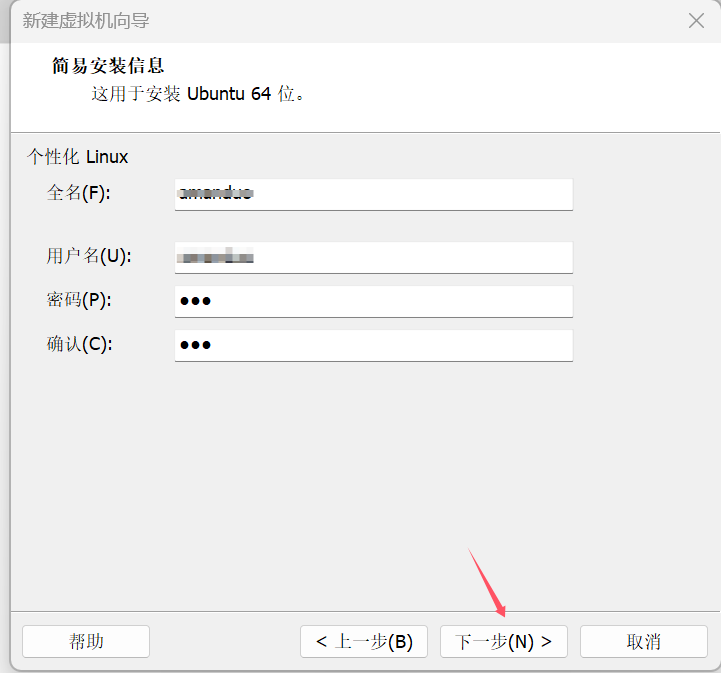 新建虚拟机向导
简易安装信息
这用于安装 Ubuntu 64 位。
个性化 Linux
全名(F):
用户名(U):
密码(P): ●●●
确认(C): ●●●
帮助 < 上一步(B) 下一步(N) > 取消